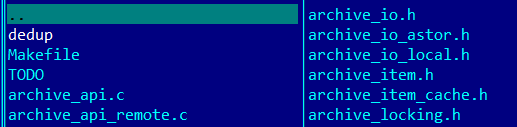 ..
dedup
Makefile
TODO
archive_api.c
archive_api_remote.c
archive_io.h
archive_io_astor.h
archive_io_local.h
archive_item.h
archive_item_cache.h
archive_locking.h